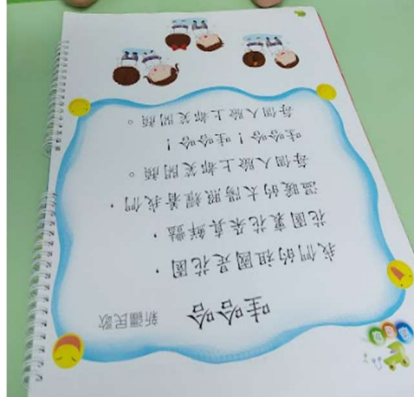 哇哈哈
新疆民歌
我們的祖國是花園，
花園裏花朵真鮮豔，
温暖的太陽照耀着我們，
每個人臉上都笑開顏。
哇哈哈！哇哈哈！
每個人臉上都笑開顏。